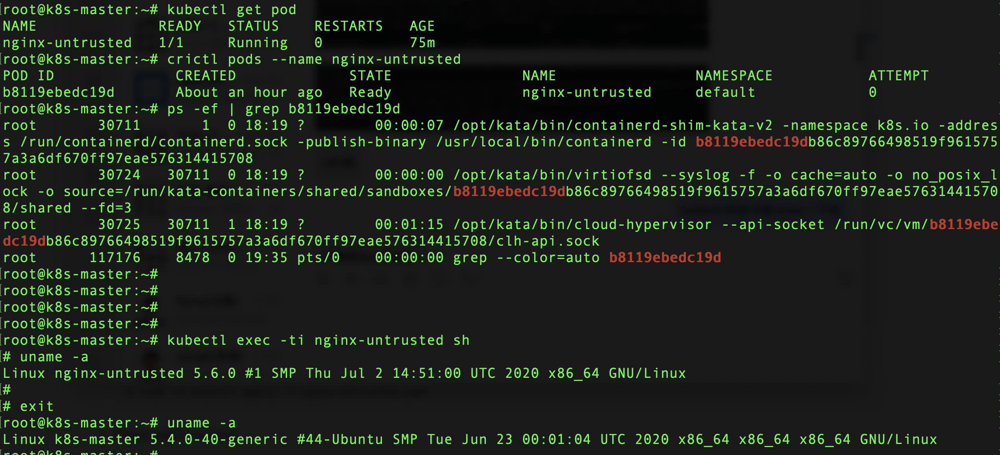 root@k8s-master:~# kubectl get pod
NAME READY STATUS RESTARTS AGE
nginx-untrusted 1/1 Running 0 75m
root@k8s-master:~# crictl pods --name nginx-untrusted
POD ID CREATED STATE NAME NAMESPACE ATTEMPT
b8119ebedc19d About an hour ago Ready nginx-untrusted default 0
root@k8s-master:~# ps -ef | grep b8119ebedc19d
root 30711 1 0 18:19 ? 00:00:07 /opt/kata/bin/containerd-shim-kata-v2 -namespace k8s.io -addres
s /run/containerd/containerd.sock -publish-binary /usr/local/bin/containerd -id b8119ebedc19db86c89766498519f961575
7a3a6df670ff97eae576314415708
root 30724 30711 0 18:19 ? 00:00:00 /opt/kata/bin/virtiofsd --syslog -f -o cache=auto -o no_posix_l
ock -o source=/run/kata-containers/shared/sandboxes/b8119ebedc19db86c89766498519f9615757a3a6df670ff97eae57631441570
8/shared --fd=3
root 30725 30711 1 18:19 ? 00:01:15 /opt/kata/bin/cloud-hypervisor --api-socket /run/vc/vm/b8119ebe
dc19db86c89766498519f9615757a3a6df670ff97eae576314415708/clh-api.sock
root 117176 8478 0 19:35 pts/0 00:00:00 grep --color=auto b8119ebedc19d
root@k8s-master:~#
root@k8s-master:~#
root@k8s-master:~#
root@k8s-master:~#
root@k8s-master:~# kubectl exec -ti nginx-untrusted sh
# uname -a
Linux nginx-untrusted 5.6.0 #1 SMP Thu Jul 2 14:51:00 UTC 2020 x86_64 GNU/Linux
#
# exit
root@k8s-master:~# uname -a
Linux k8s-master 5.4.0-40-generic #44-Ubuntu SMP Tue Jun 23 00:01:04 UTC 2020 x86_64 x86_64 x86_64 GNU/Linux
root@k8s-master:~#